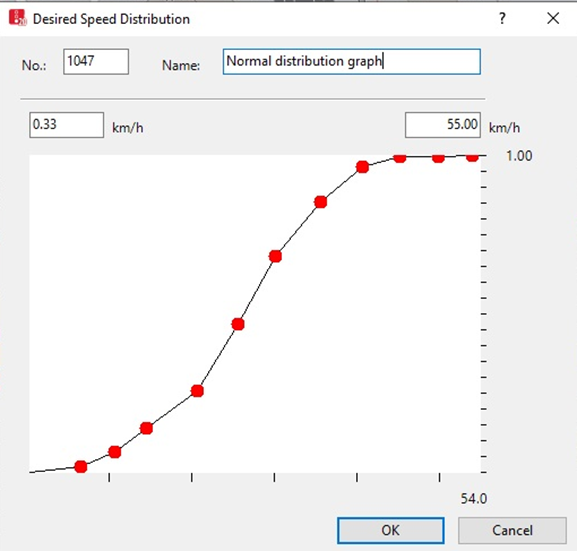 Desired Speed Distribution
No.: 1047 Name: Normal distribution graph
0.33 km/h 55.00 km/h
1.00
54.0
OK Cancel